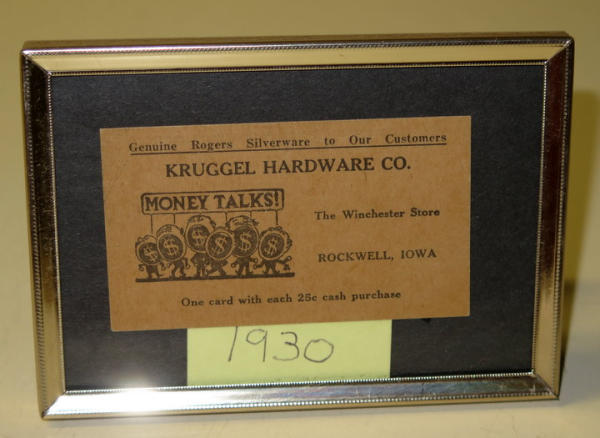 Genuine Rogers Silverware to Our Customers
KRUGGEL HARDWARE CO.
MONEY TALKS!
$ $ $ $ $ $
The Winchester Store
ROCKWELL, IOWA
One card with each 25c cash purchase
1930